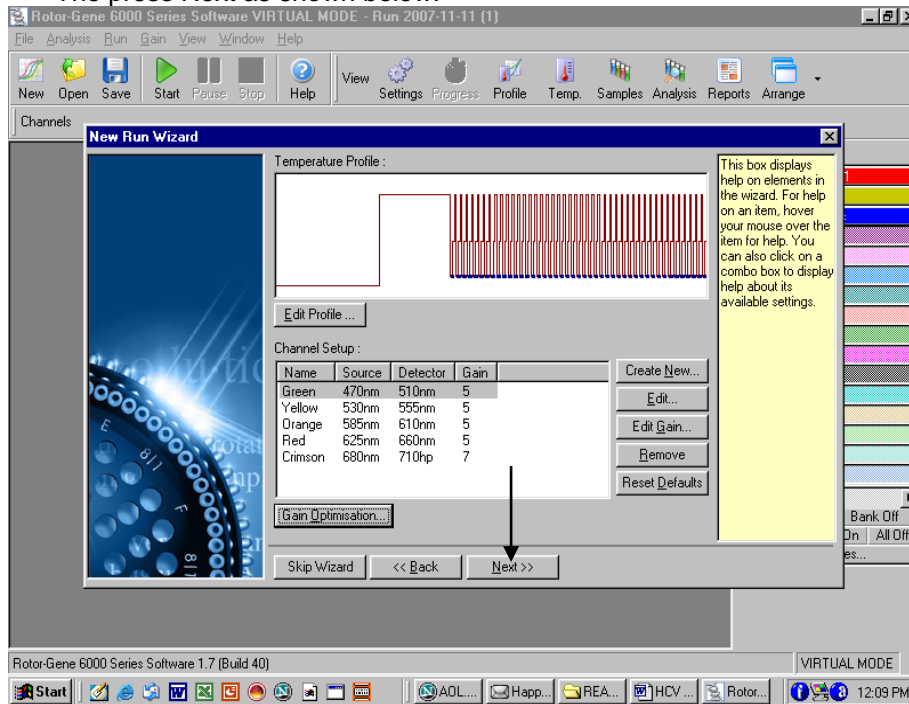 The press Next as shown below.
Rotor-Gene 6000 Series Software VIRTUAL MODE - Run 2007-11-11 (1)
File Analysis Run Gain View Window Help
New Open Save Start Pause Stop Help View Settings Progress Profile Temp. Samples Analysis Reports Arrange
Channels
New Run Wizard
Temperature Profile :
This box displays
help on elements in
the wizard. For help
on an item, hover
your mouse over the
item for help. You
can also click on a
combo box to display
help about its
available settings.
Edit Profile ...
Channel Setup :
Name Source Detector Gain
Green 470nm 510nm 5
Yellow 530nm 555nm 5
Orange 585nm 610nm 5
Red 625nm 660nm 5
Crimson 680nm 710hp 7
Create New...
Edit...
Edit Gain...
Remove
Reset Defaults
Gain Optimisation...
Bank Off
On All Off
es...
Skip Wizard << Back Next >>
Rotor-Gene 6000 Series Software 1.7 (Build 40) VIRTUAL MODE
Start AOL... Happ... REA... HCV ... Rotor... 12:09 PM